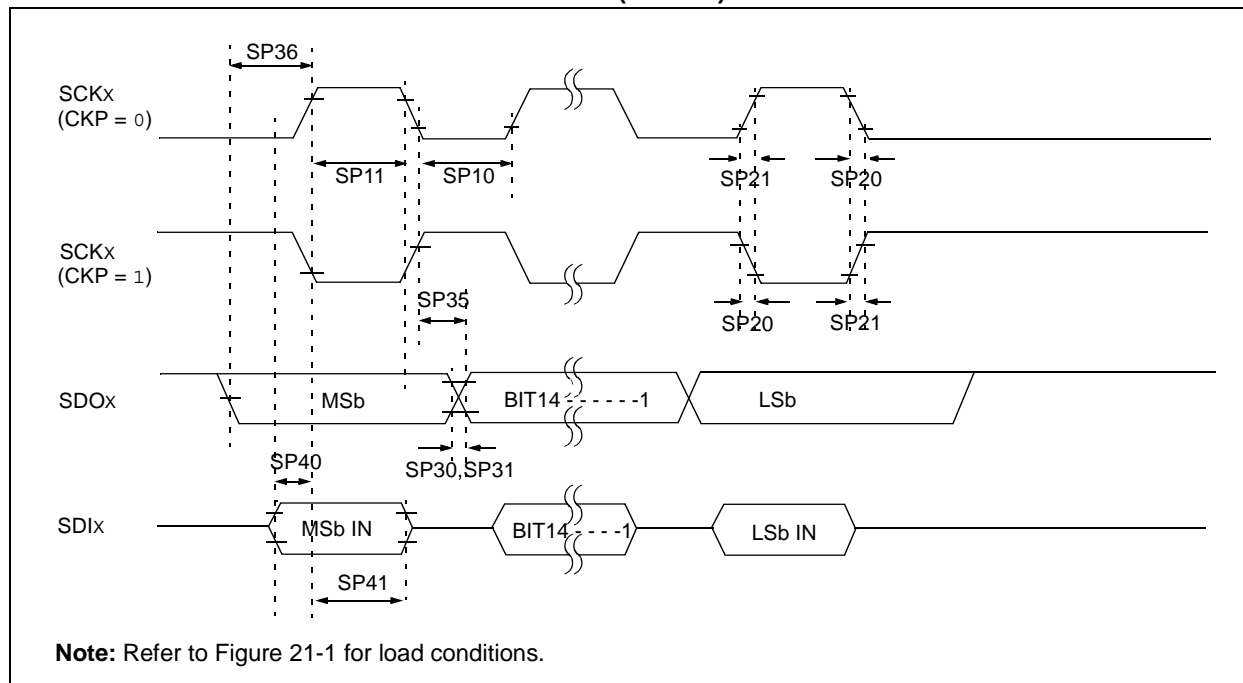 SP36
SCKX
(CKP = 0)
SP11
SP10
SP21
SP20
SCKX
(CKP = 1)
SP35
SP20
SP21
SDOX
MSb
BIT14 - - - - - -1
LSb
SP40
SP30,SP31
SDIX
MSb IN
BIT14 - - - -1
LSb IN
SP41
Note: Refer to Figure 21-1 for load conditions.